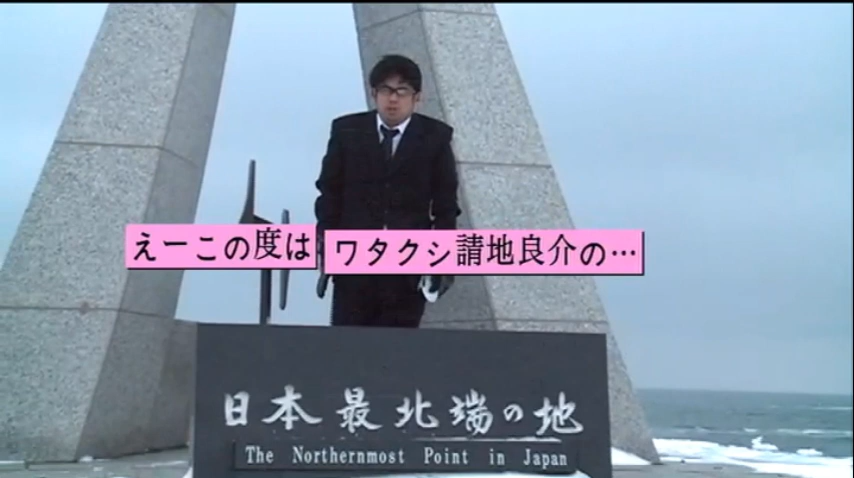 えーこの度は ワタクシ請地良介の…
日本最北端の地
The Northernmost Point in Japan